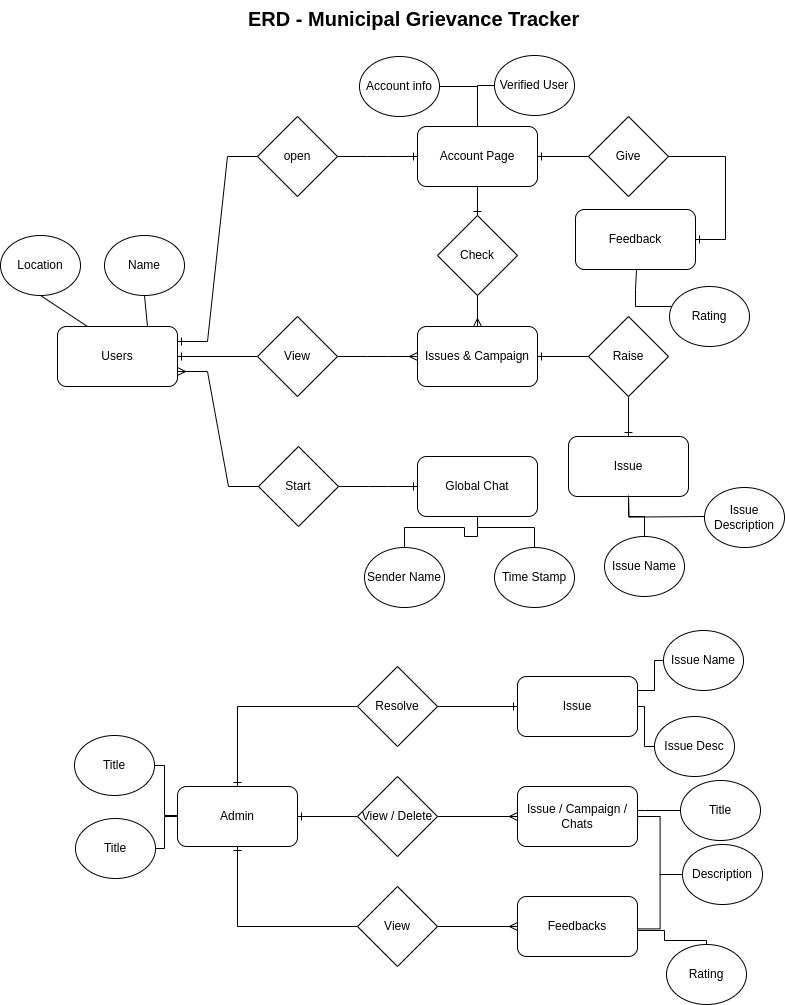 ERD - Municipal Grievance Tracker
Account info
Verified User
open
Account Page
Give
Feedback
Location
Name
Check
Rating
Users
View
Issues & Campaign
Raise
Start
Global Chat
Issue
Issue
Description
Sender Name
Time Stamp
Issue Name
Issue Name
Resolve
Issue
Issue Desc
Title
Admin
View / Delete
Issue / Campaign /
Chats
Title
Title
Description
View
Feedbacks
Rating